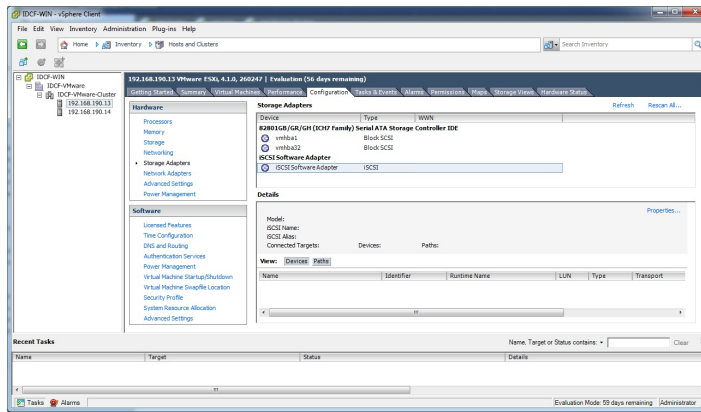 IDCF-WIN - vSphere Client
File Edit View Inventory Administration Plug-ins Help
Home Inventory Hosts and Clusters Search Inventory
IDCF-WIN
IDCF-VMware
IDCF-VMware-Cluster
192.168.190.13
192.168.190.14
192.168.190.13 VMware ESXi, 4.1.0, 260247 | Evaluation (56 days remaining)
Getting Started Summary Virtual Machines Performance Configuration Tasks & Events Alarms Permissions Maps Storage Views Hardware Status
Hardware
Processors
Memory
Storage
Networking
Storage Adapters
Network Adapters
Advanced Settings
Power Management
Software
Licensed Features
Time Configuration
DNS and Routing
Authentication Services
Power Management
Virtual Machine Startup/Shutdown
Virtual Machine Swapfile Location
Security Profile
System Resource Allocation
Advanced Settings
Storage Adapters Refresh Rescan All...
Device Type WWN
82801GB/GR/GH (ICH7 Family) Serial ATA Storage Controller IDE
vmhba1 Block SCSI
vmhba32 Block SCSI
iSCSI Software Adapter
iSCSI Software Adapter iSCSI
Details
Properties...
Model:
iSCSI Name:
iSCSI Alias:
Connected Targets: Devices: Paths:
View: Devices Paths
Name Identifier Runtime Name LUN Type Transport
Recent Tasks Name, Target or Status contains: Clear
Name Target Status Details
Tasks Alarms Evaluation Mode: 59 days remaining Administrator